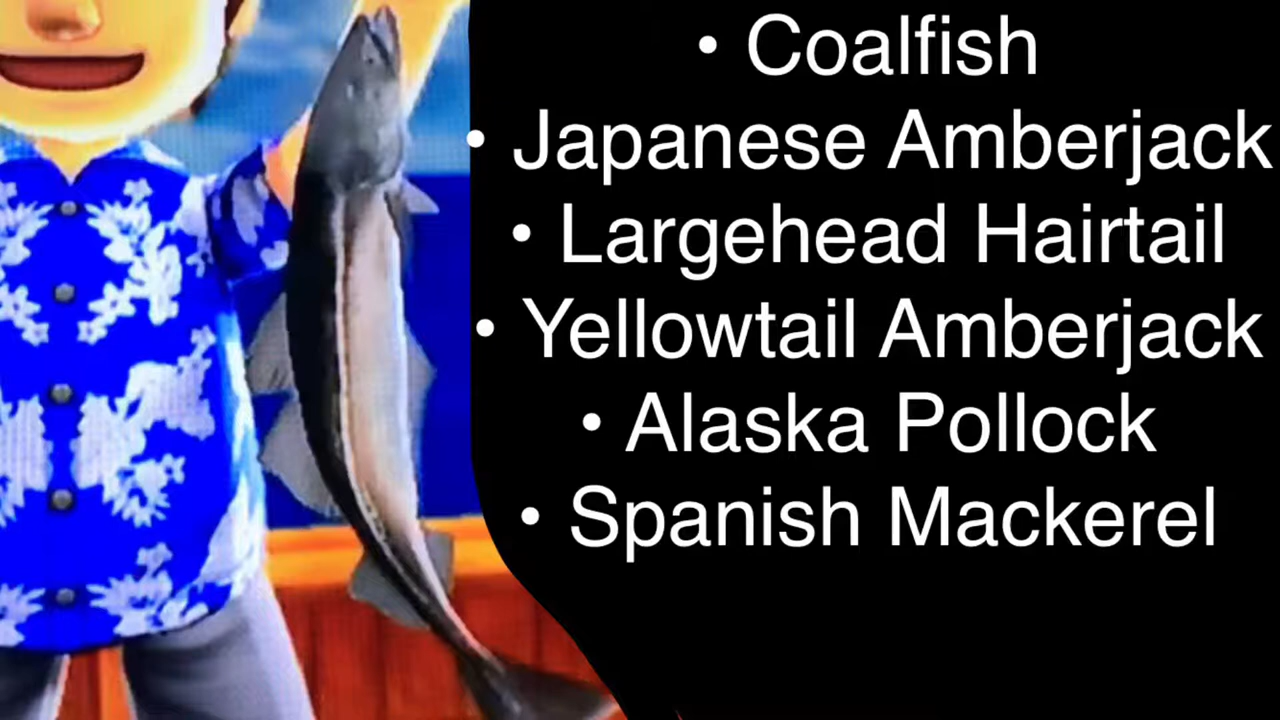 • Coalfish
• Japanese Amberjack
• Largehead Hairtail
• Yellowtail Amberjack
• Alaska Pollock
• Spanish Mackerel